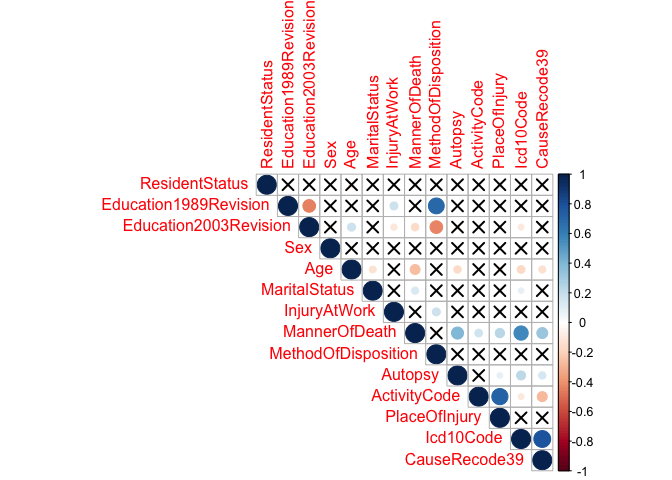 ResidentStatus
Education1989Revision
Education2003Revision
Sex
Age
MaritalStatus
InjuryAtWork
MannerOfDeath
MethodOfDisposition
Autopsy
ActivityCode
PlaceOfInjury
Icd10Code
CauseRecode39
ResidentStatus
Education1989Revision
Education2003Revision
Sex
Age
MaritalStatus
InjuryAtWork
MannerOfDeath
MethodOfDisposition
Autopsy
ActivityCode
PlaceOfInjury
Icd10Code
CauseRecode39
1
0.8
0.6
0.4
0.2
0
-0.2
-0.4
-0.6
-0.8
-1